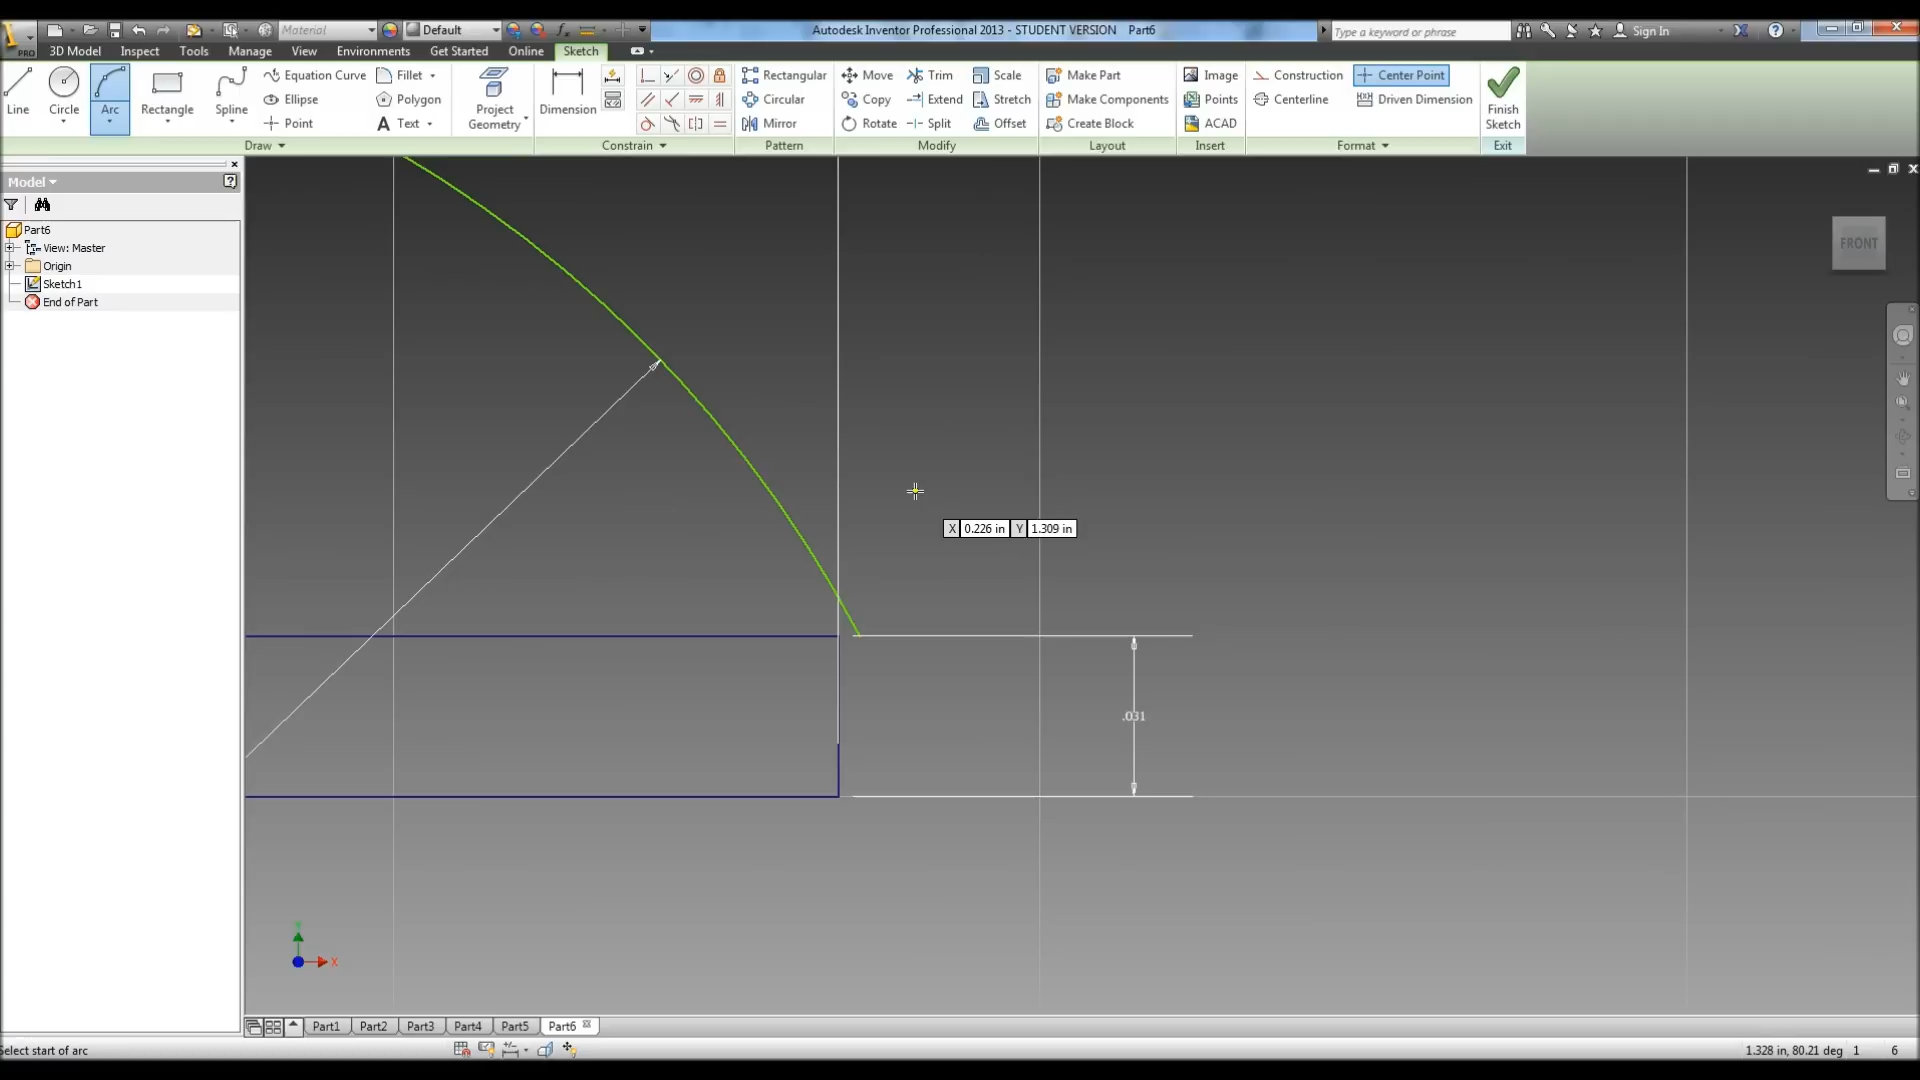 Material
Default
Autodesk Inventor Professional 2013 - STUDENT VERSION Part6
Type a keyword or phrase
Sign In
PRO
3D Model Inspect Tools Manage View Environments Get Started Online Sketch
Line Circle Arc Rectangle Spline
Equation Curve Fillet
Ellipse Polygon
Point Text
Project Geometry
Dimension
Rectangular Circular Mirror
Move Trim Scale
Copy Extend Stretch
Rotate Split Offset
Make Part
Make Components
Create Block
Image
Points
ACAD
Construction Center Point
Centerline Driven Dimension
Finish Sketch
Draw Constrain Pattern Modify Layout Insert Format Exit
Model
Part6
View: Master
Origin
Sketch1
End of Part
FRONT
X 0.226 in Y 1.309 in
.031
X
Part1 Part2 Part3 Part4 Part5 Part6
Select start of arc
1.328 in, 80.21 deg 1 6